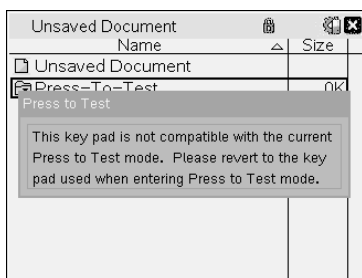 Unsaved Document
Name Size
Unsaved Document
Press-To-Test 0K
Press to Test
This key pad is not compatible with the current
Press to Test mode. Please revert to the key
pad used when entering Press to Test mode.